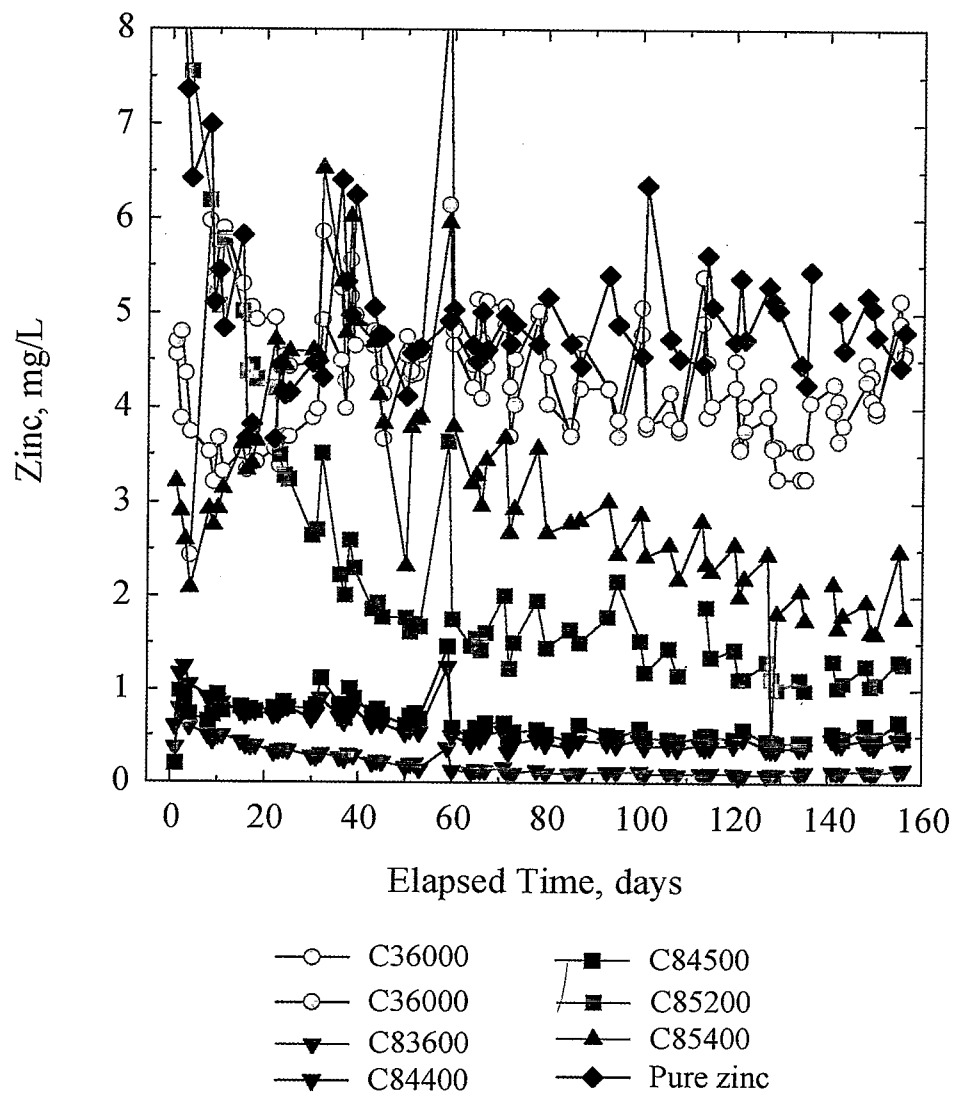 8
7
6
5
4
3
2
1
0
Zinc, mg/L
0 20 40 60 80 100 120 140 160
Elapsed Time, days
C36000
C36000
C83600
C84400
C84500
C85200
C85400
Pure zinc